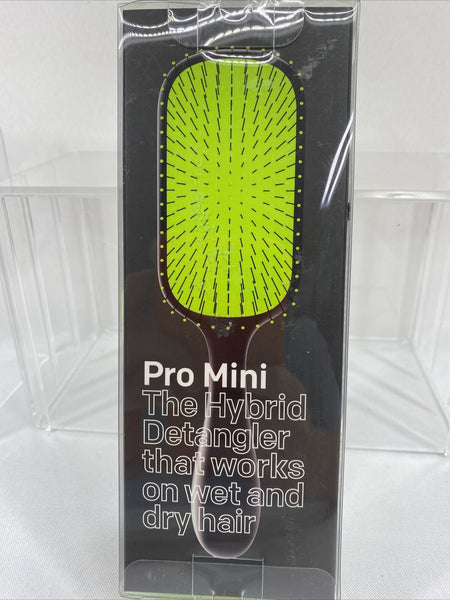 Pro Mini
The Hybrid
Detangler
that works
on wet and
dry hair